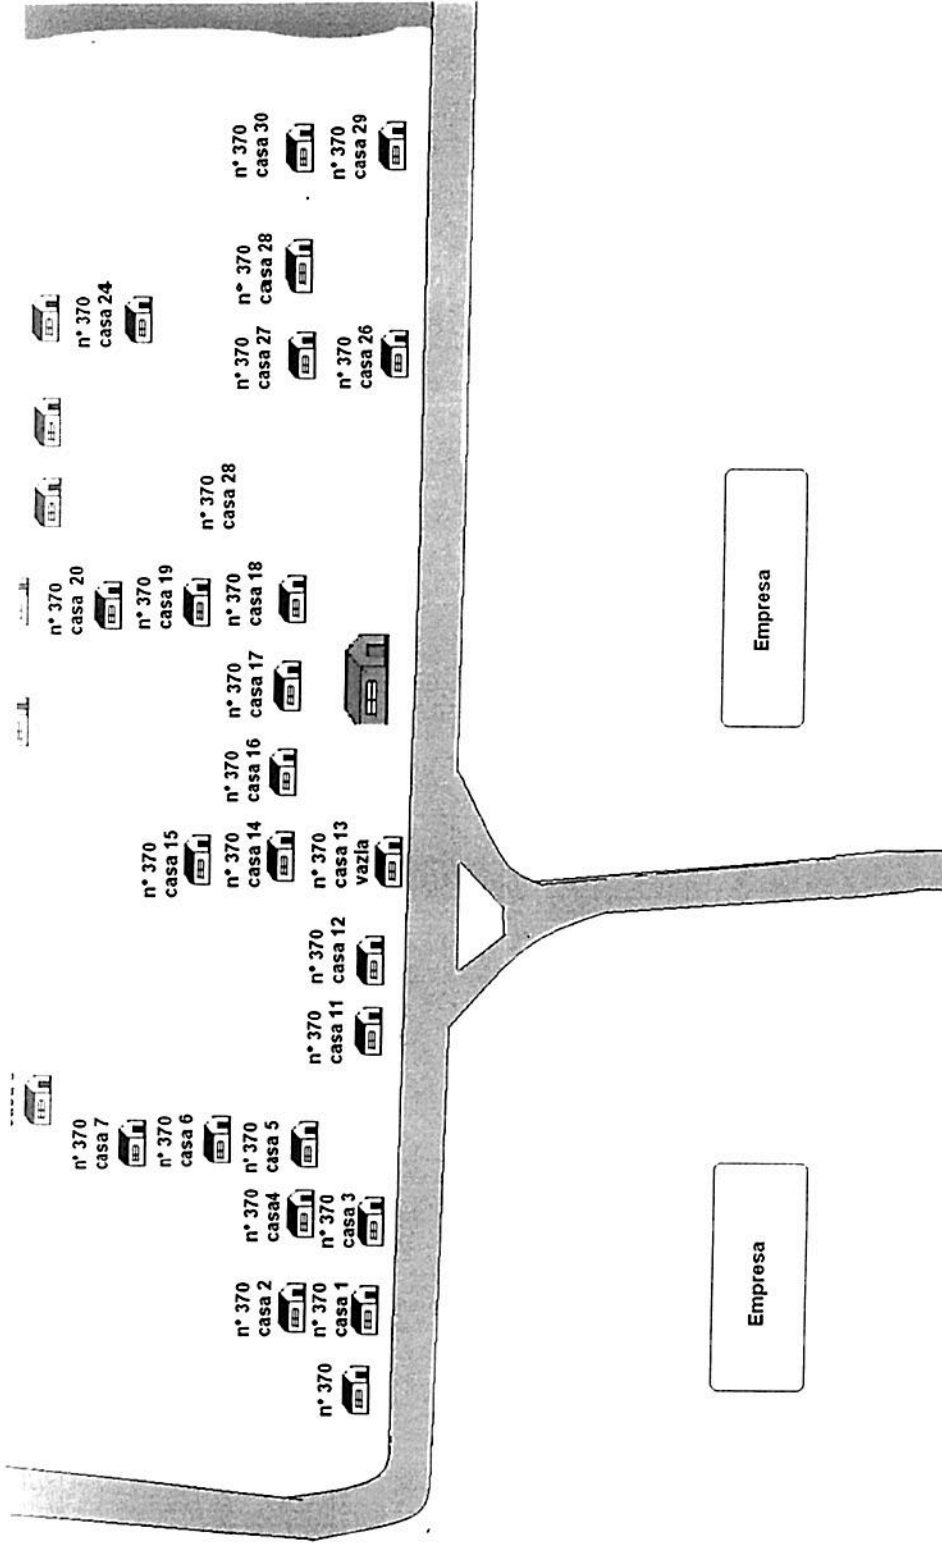 n° 370
casa 7
n° 370
casa 6
n° 370
casa 5
n° 370
casa4
n° 370
casa 3
n° 370
casa 2
n° 370
casa 1
n° 370
n° 370
casa 11
n° 370
casa 12
n° 370
casa 15
n° 370
casa 14
n° 370
casa 13
vazia
n° 370
casa 16
n° 370
casa 17
n° 370
casa 20
n° 370
casa 19
n° 370
casa 18
n° 370
casa 28
n° 370
casa 24
n° 370
casa 27
n° 370
casa 26
n° 370
casa 28
n° 370
casa 30
n° 370
casa 29
Empresa
Empresa